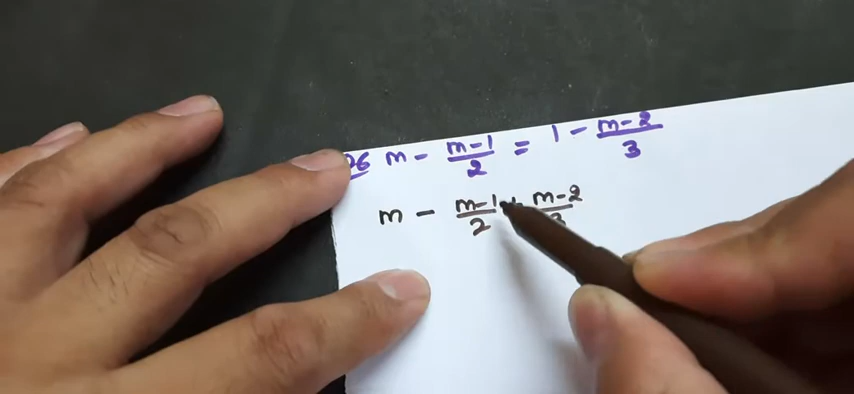 06 m - (m-1)/2 = 1 - (m-2)/3
m - (m-1)/2 + (m-2)/3